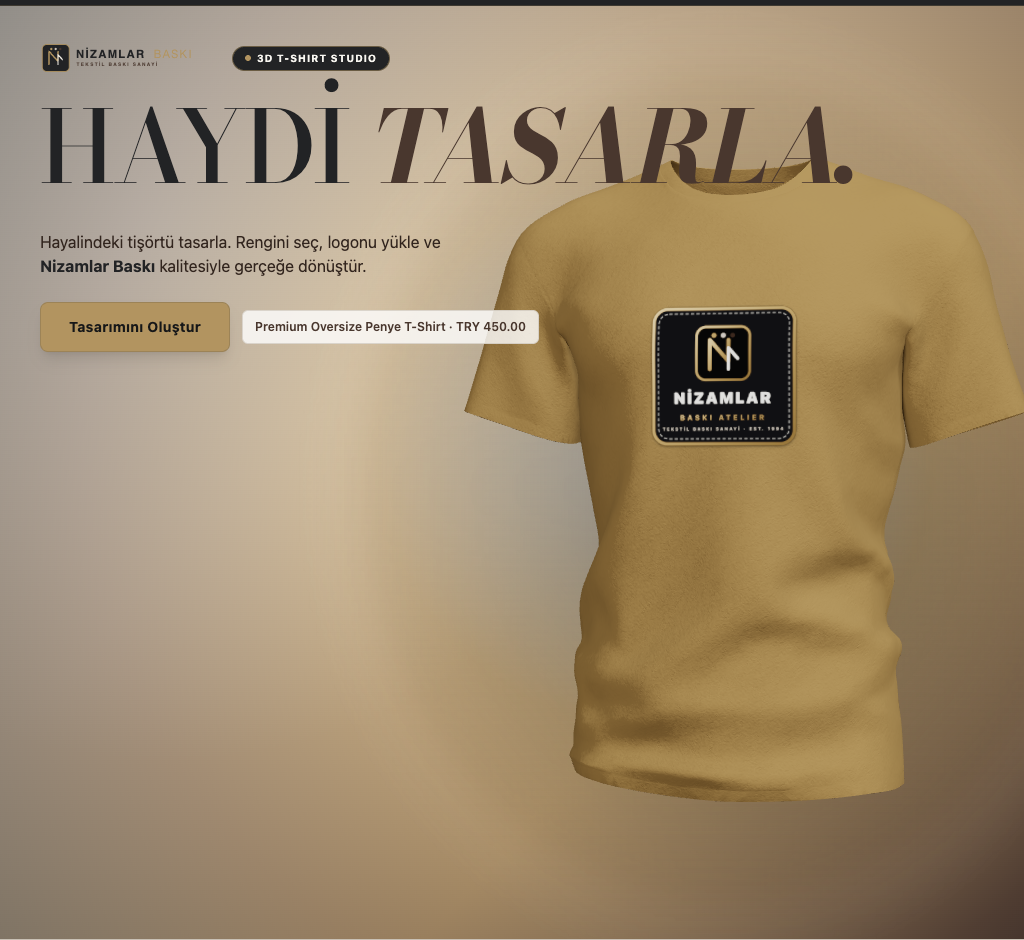 NİZAMLAR BASKI
TEKSTİL BASKI SANAYİ
3D T-SHIRT STUDIO
HAYDİ TASARLA.
Hayalindeki tişörtü tasarla. Rengini seç, logonu yükle ve
Nizamlar Baskı kalitesiyle gerçeğe dönüştür.
Tasarımını Oluştur
Premium Oversize Penye T-Shirt · TRY 450.00
NİZAMLAR
BASKI ATELIER
TEKSTİL BASKI SANAYİ · EST. 1994